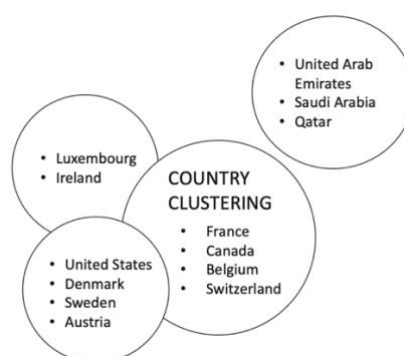 • United Arab
Emirates
• Saudi Arabia
• Qatar
• Luxembourg
• Ireland
COUNTRY
CLUSTERING
• France
• Canada
• Belgium
• Switzerland
• United States
• Denmark
• Sweden
• Austria